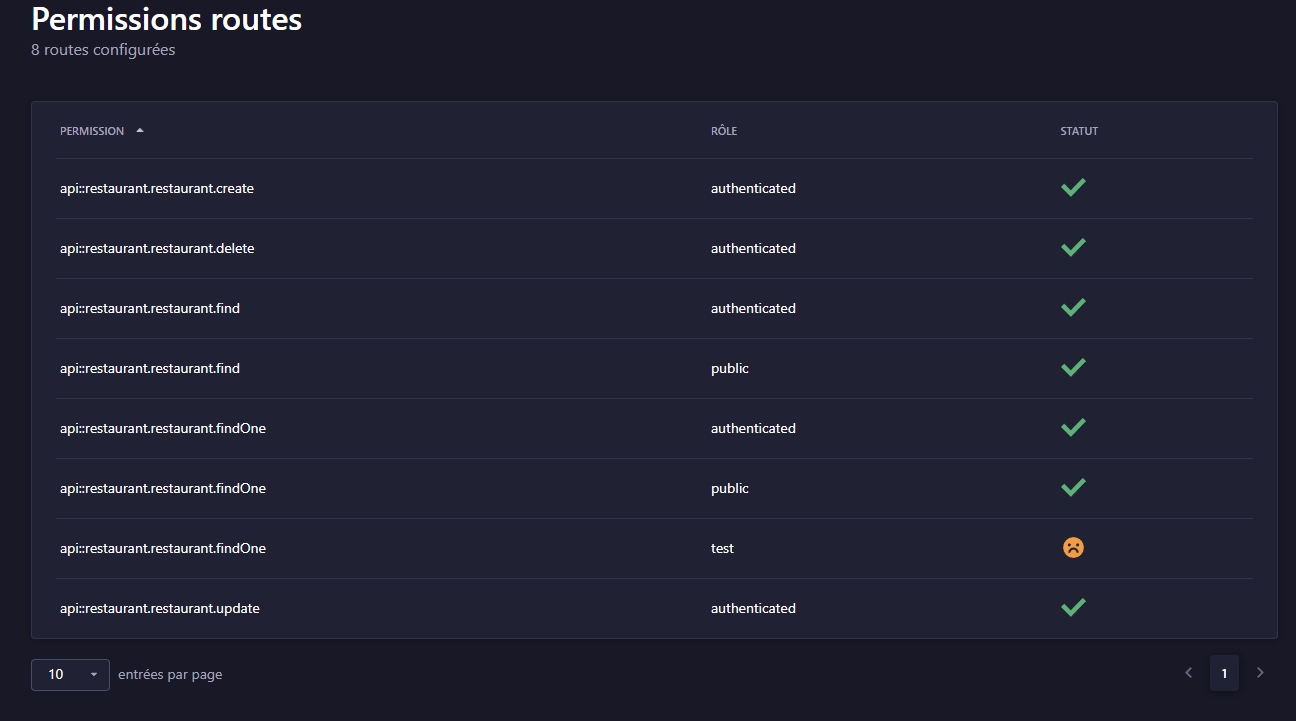 Permissions routes
8 routes configurées
PERMISSION RÔLE STATUT
api::restaurant.restaurant.create authenticated
api::restaurant.restaurant.delete authenticated
api::restaurant.restaurant.find authenticated
api::restaurant.restaurant.find public
api::restaurant.restaurant.findOne authenticated
api::restaurant.restaurant.findOne public
api::restaurant.restaurant.findOne test
api::restaurant.restaurant.update authenticated
10 entrées par page 1